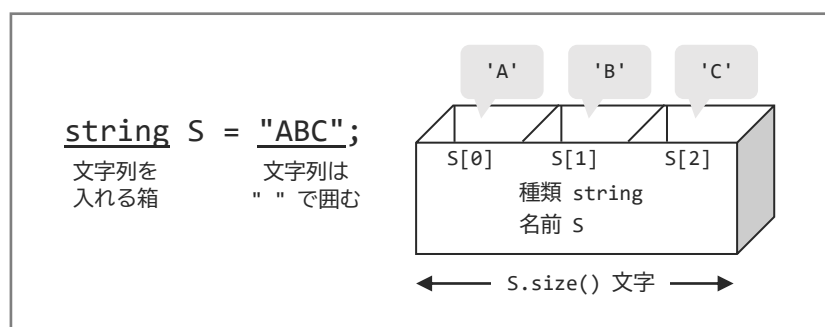 string S = "ABC";
文字列を
入れる箱
文字列は
" " で囲む
'A' 'B' 'C'
S[0] S[1] S[2]
種類 string
名前 S
S.size() 文字